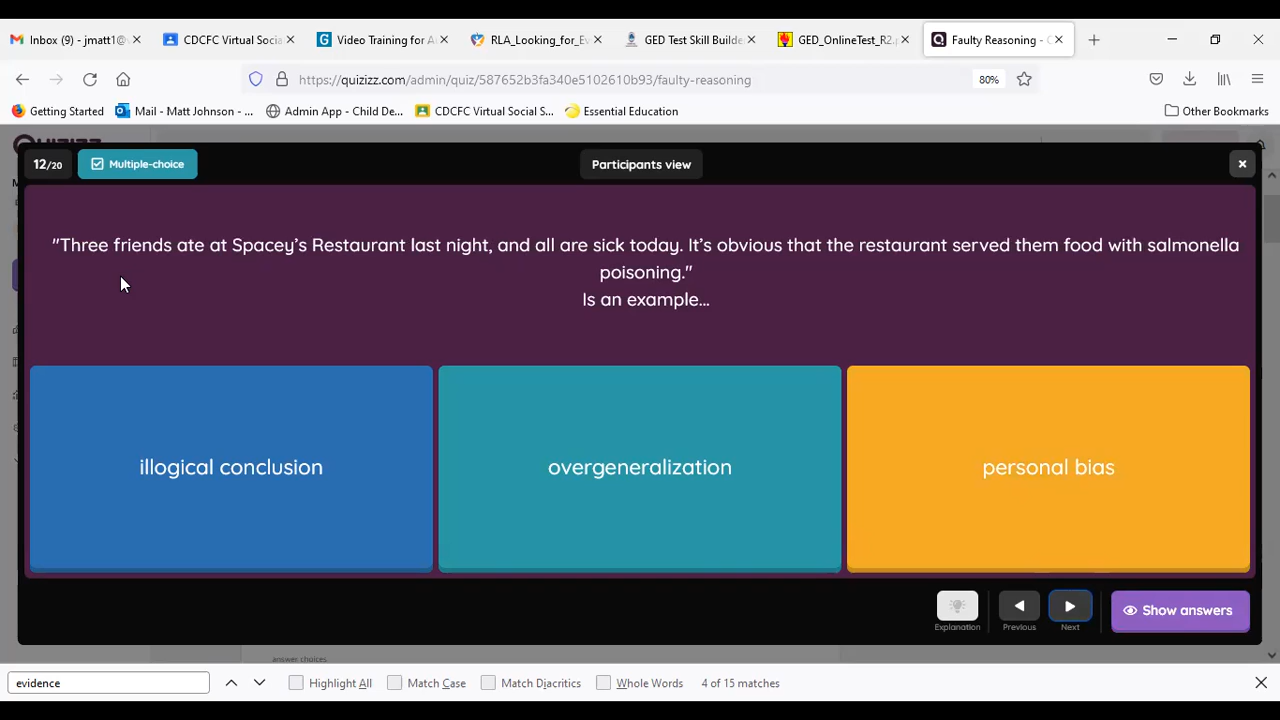 Inbox (9) - jmatt1@
CDCFC Virtual Socia
Video Training for A
RLA_Looking_for_Ev
GED Test Skill Builde
GED_OnlineTest_R2.p
Faulty Reasoning - Q
https://quizizz.com/admin/quiz/587652b3fa340e5102610b93/faulty-reasoning
80%
Getting Started
Mail - Matt Johnson - ...
Admin App - Child De...
CDCFC Virtual Social S...
Essential Education
Other Bookmarks
12/20
Multiple-choice
Participants view
"Three friends ate at Spacey's Restaurant last night, and all are sick today. It's obvious that the restaurant served them food with salmonella
poisoning."
Is an example...
illogical conclusion
overgeneralization
personal bias
Explanation
Previous
Next
Show answers
answer choices
evidence
Highlight All
Match Case
Match Diacritics
Whole Words
4 of 15 matches